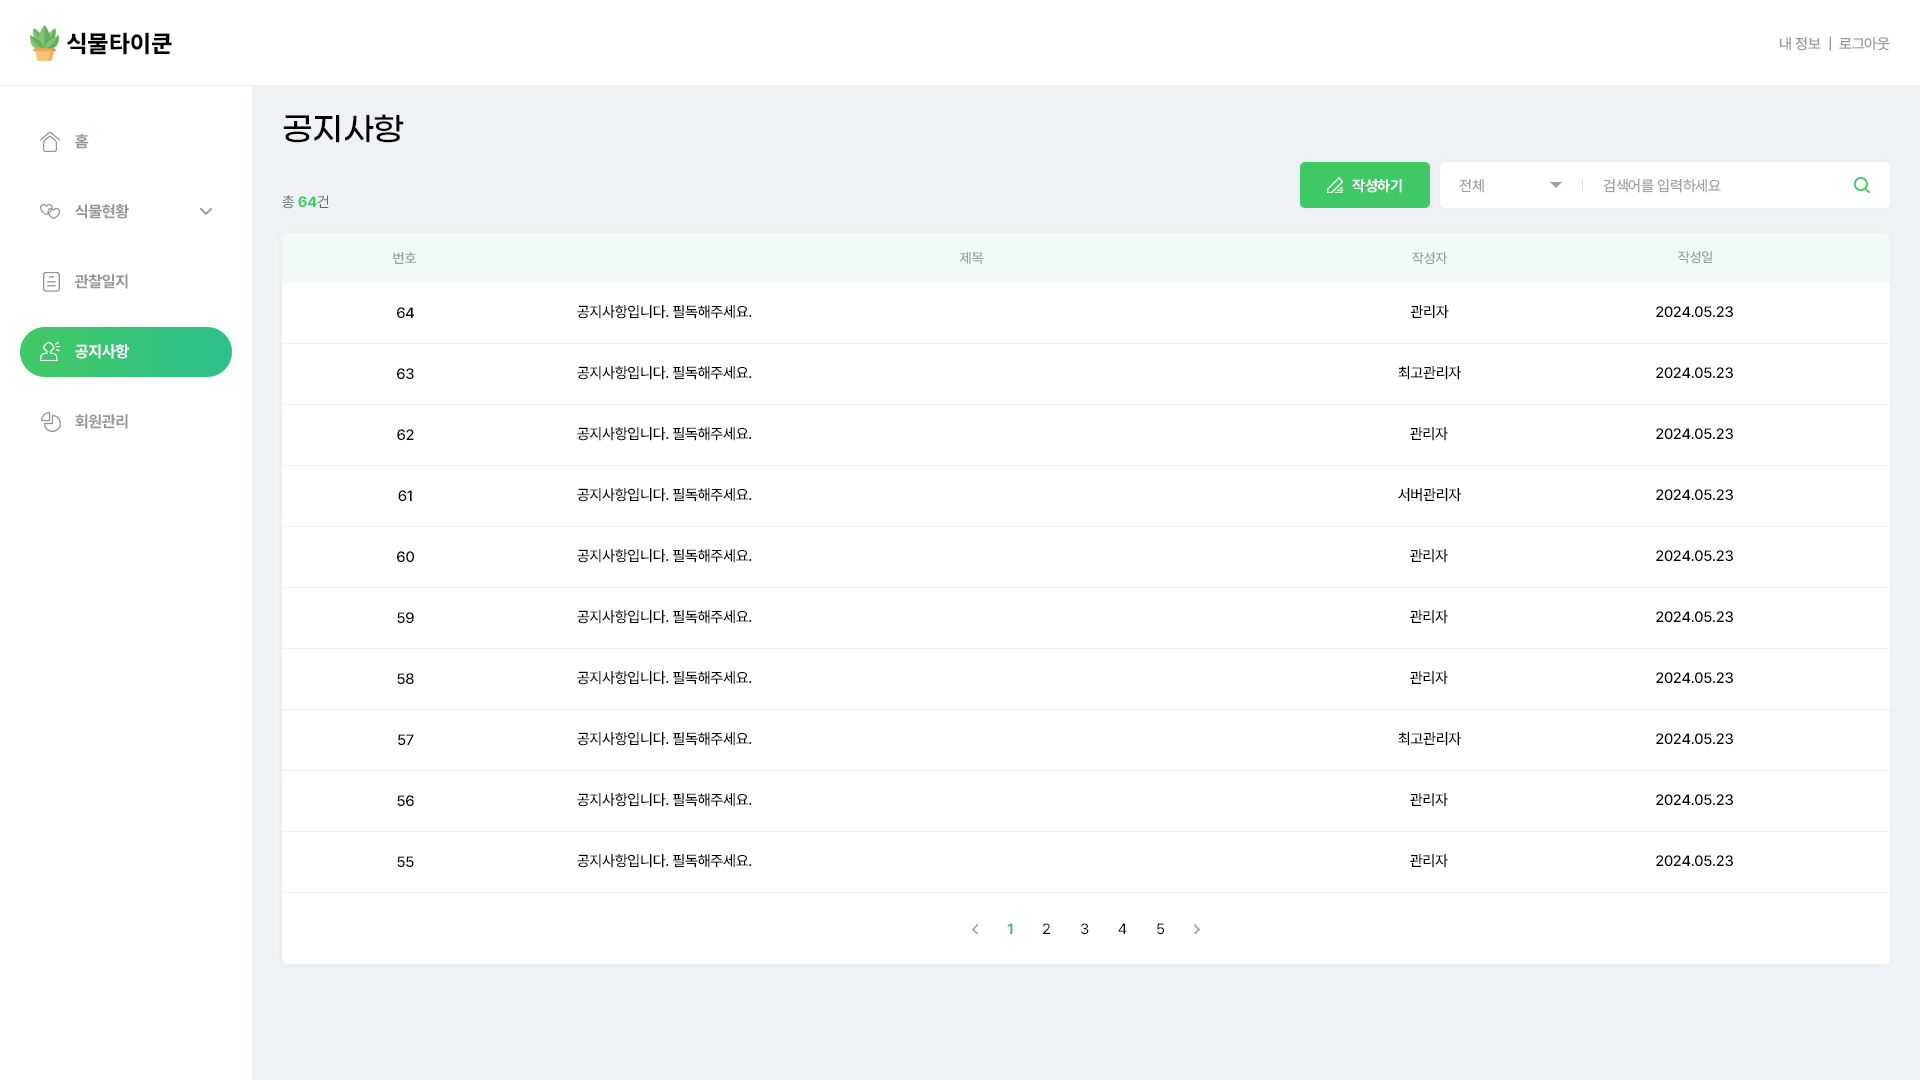 식물타이쿤
내 정보 | 로그아웃
홈
식물현황
관찰일지
공지사항
회원관리
공지사항
총 64건
작성하기
전체
검색어를 입력하세요
번호 제목 작성자 작성일
64 공지사항입니다. 필독해주세요. 관리자 2024.05.23
63 공지사항입니다. 필독해주세요. 최고관리자 2024.05.23
62 공지사항입니다. 필독해주세요. 관리자 2024.05.23
61 공지사항입니다. 필독해주세요. 서버관리자 2024.05.23
60 공지사항입니다. 필독해주세요. 관리자 2024.05.23
59 공지사항입니다. 필독해주세요. 관리자 2024.05.23
58 공지사항입니다. 필독해주세요. 관리자 2024.05.23
57 공지사항입니다. 필독해주세요. 최고관리자 2024.05.23
56 공지사항입니다. 필독해주세요. 관리자 2024.05.23
55 공지사항입니다. 필독해주세요. 관리자 2024.05.23
1 2 3 4 5